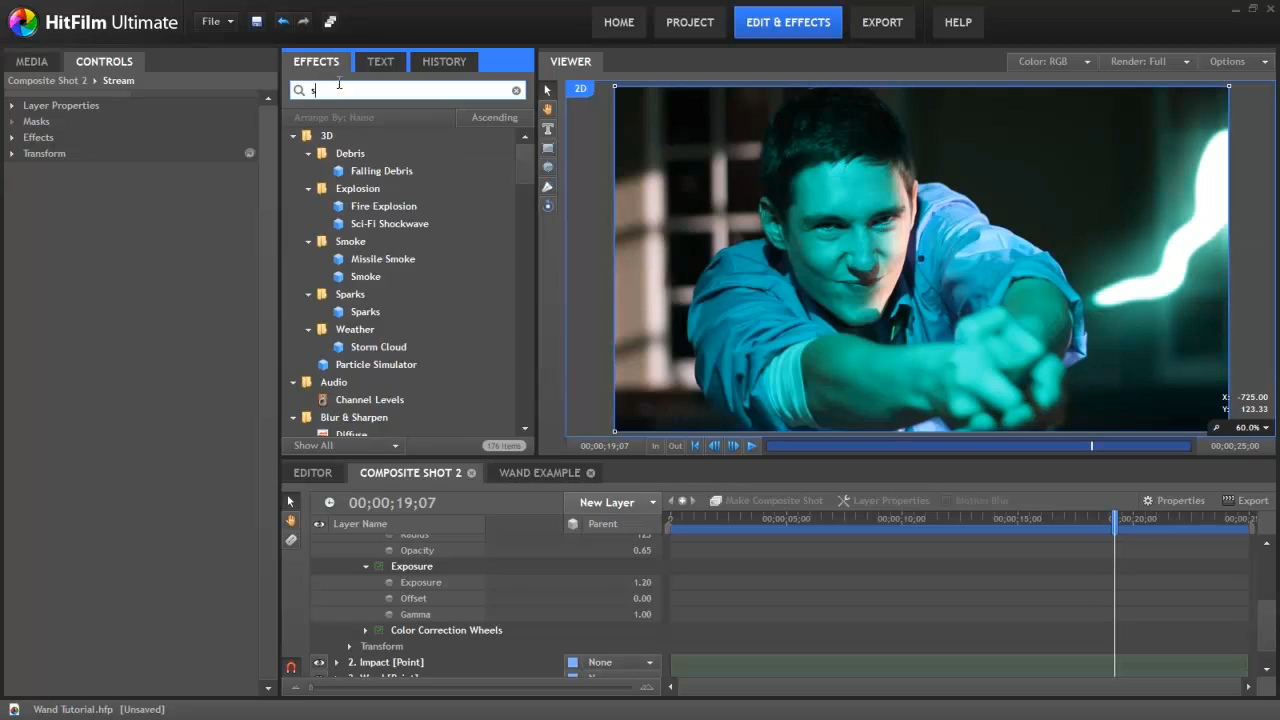 HitFilm Ultimate
File
HOME
PROJECT
EDIT & EFFECTS
EXPORT
HELP
MEDIA
CONTROLS
EFFECTS
TEXT
HISTORY
VIEWER
Composite Shot 2
Stream
Color: RGB
Render: Full
Options
Layer Properties
Masks
Effects
Transform
s
Arrange By: Name
Ascending
2D
3D
Debris
Falling Debris
Explosion
Fire Explosion
Sci-Fi Shockwave
Smoke
Missile Smoke
Smoke
Sparks
Sparks
Weather
Storm Cloud
Particle Simulator
Audio
Channel Levels
Blur & Sharpen
Diffuse
Show All
176 Items
X: -725.00
Y: 123.33
60.0%
00;00;19;07
In
Out
00;00;25;00
EDITOR
COMPOSITE SHOT 2
WAND EXAMPLE
00;00;19;07
New Layer
Make Composite Shot
Layer Properties
Motion Blur
Properties
Export
Layer Name
Parent
00;00;05;00
00;00;10;00
00;00;15;00
00;00;20;00
Radius
125
Opacity
0.65
Exposure
Exposure
1.20
Offset
0.00
Gamma
1.00
Color Correction Wheels
Transform
2. Impact [Point]
None
Wand Tutorial.hfp [Unsaved]